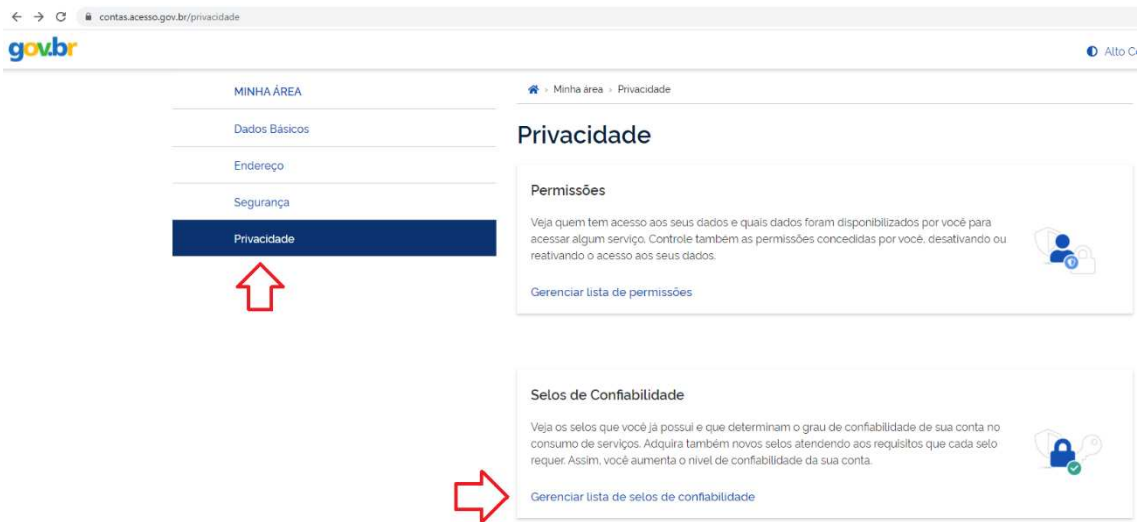 contas.acesso.gov.br/privacidade
gov.br
Alto C
MINHA ÁREA
Dados Básicos
Endereço
Segurança
Privacidade
Minha área > Privacidade
Privacidade
Permissões
Veja quem tem acesso aos seus dados e quais dados foram disponibilizados por você para
acessar algum serviço. Controle também as permissões concedidas por você, desativando ou
reativando o acesso aos seus dados.
Gerenciar lista de permissões
Selos de Confiabilidade
Veja os selos que você já possui e que determinam o grau de confiabilidade de sua conta no
consumo de serviços. Adquira também novos selos atendendo aos requisitos que cada selo
requer. Assim, você aumenta o nível de confiabilidade da sua conta.
Gerenciar lista de selos de confiabilidade